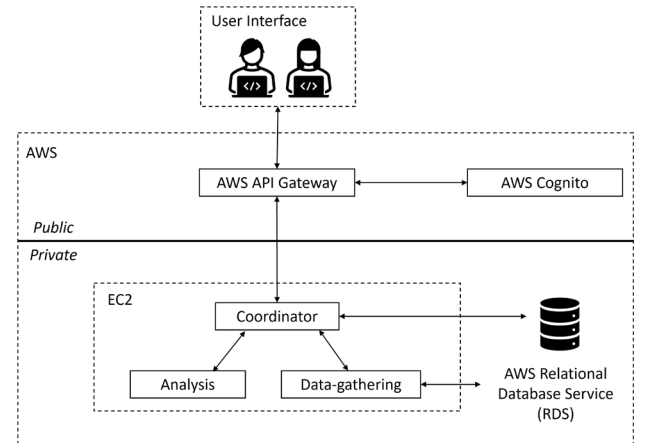 User Interface
</>
</>
AWS
AWS API Gateway
AWS Cognito
Public
Private
EC2
Coordinator
Analysis
Data-gathering
AWS Relational
Database Service
(RDS)